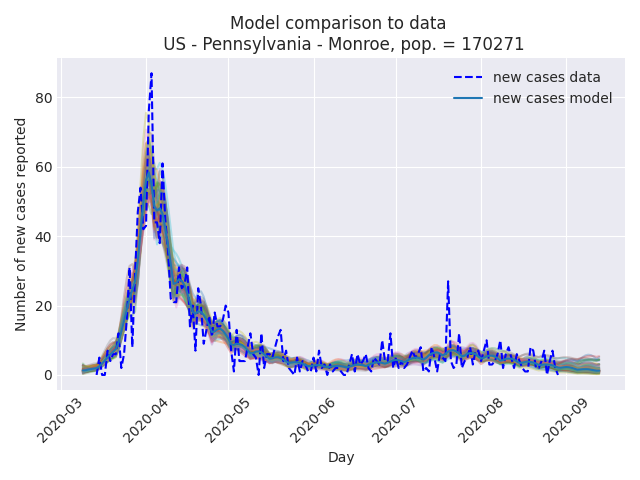 Model comparison to data
US - Pennsylvania - Monroe, pop. = 170271
new cases data
new cases model
Number of new cases reported
80
60
40
20
0
2020-03
2020-04
2020-05
2020-06
2020-07
2020-08
2020-09
Day